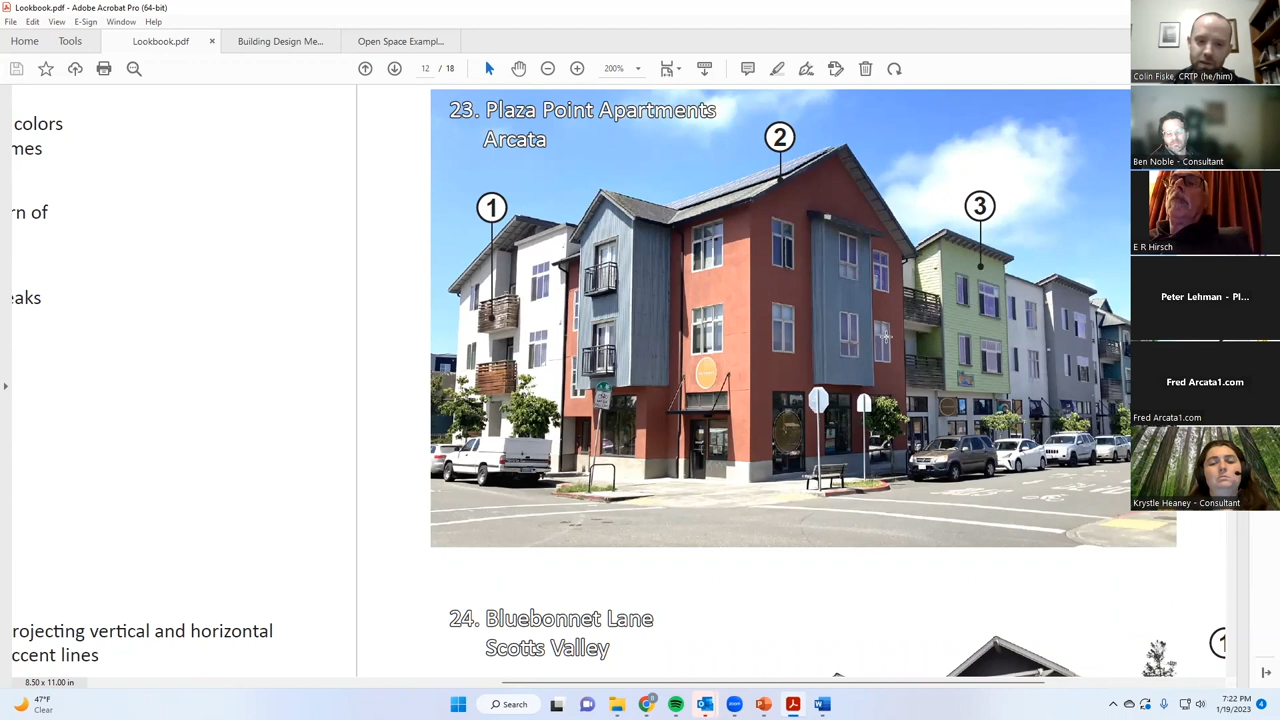 Lookbook.pdf - Adobe Acrobat Pro (64-bit)
File Edit View E-Sign Window Help
Home Tools Lookbook.pdf × Building Design Me... Open Space Exampl...
12 / 18 200%
colors
mes
rn of
eaks
rojecting vertical and horizontal
ccent lines
23. Plaza Point Apartments
Arcata
1
2
3
24. Bluebonnet Lane
Scotts Valley
1
8.50 x 11.00 in
Colin Fiske, CRTP (he/him)
Ben Noble - Consultant
E R Hirsch
Peter Lehman - Pl...
Fred Arcata1.com
Fred Arcata1.com
Krystle Heaney - Consultant
47°F
Clear
Search
7:22 PM
1/19/2023
4